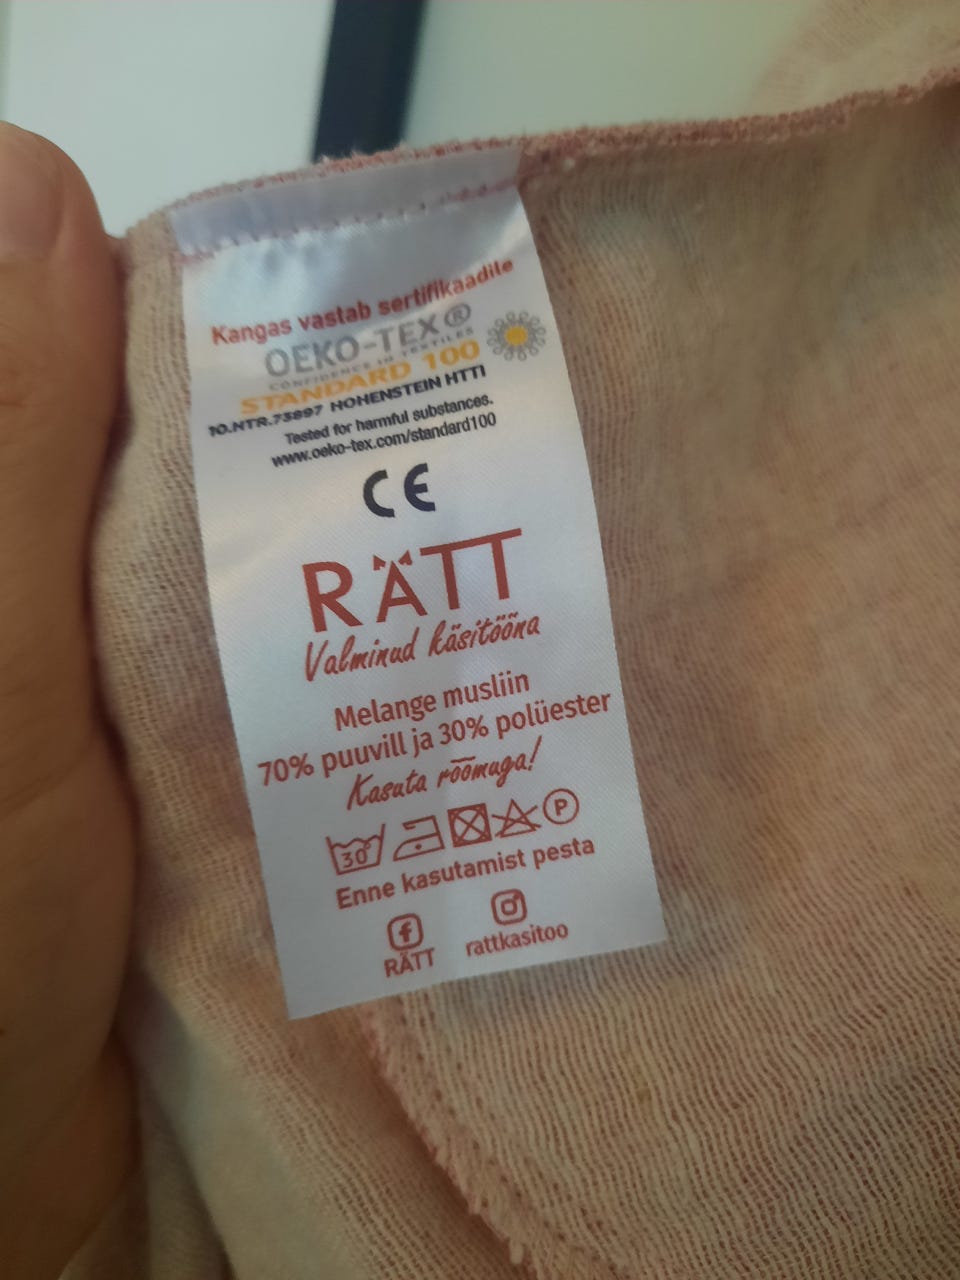 Kangas vastab sertifikaadile
OEKO-TEX®
CONFIDENCE IN TEXTILES
STANDARD 100
10.HTR.73897 HOHENSTEIN HTTI
Tested for harmful substances.
www.oeko-tex.com/standard100
CE
RÄTT
Valminud käsitööna
Melange musliin
70% puuvill ja 30% polüester
Kasuta rõõmuga!
30° P
Enne kasutamist pesta
RÄTT
rattkasitoo